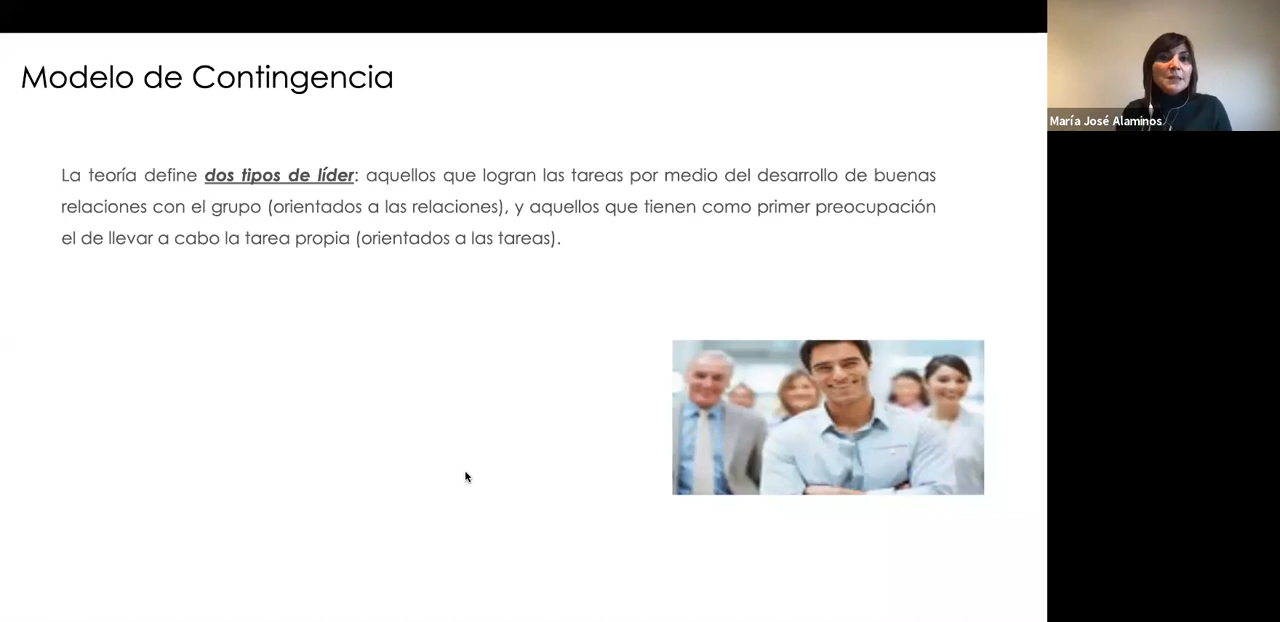 Modelo de Contingencia
La teoría define dos tipos de líder: aquellos que logran las tareas por medio del desarrollo de buenas
relaciones con el grupo (orientados a las relaciones), y aquellos que tienen como primer preocupación
el de llevar a cabo la tarea propia (orientados a las tareas).
María José Alaminos